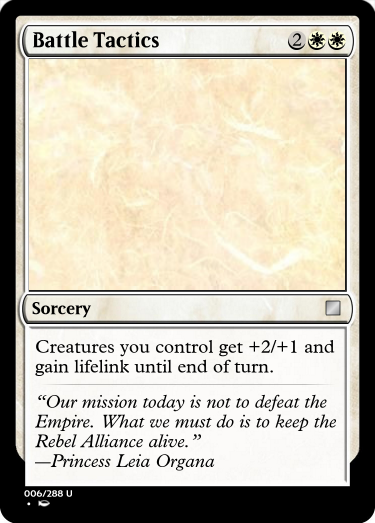 Battle Tactics 2
Sorcery
Creatures you control get +2/+1 and
gain lifelink until end of turn.
“Our mission today is not to defeat the
Empire. What we must do is to keep the
Rebel Alliance alive.”
—Princess Leia Organa
006/288 U